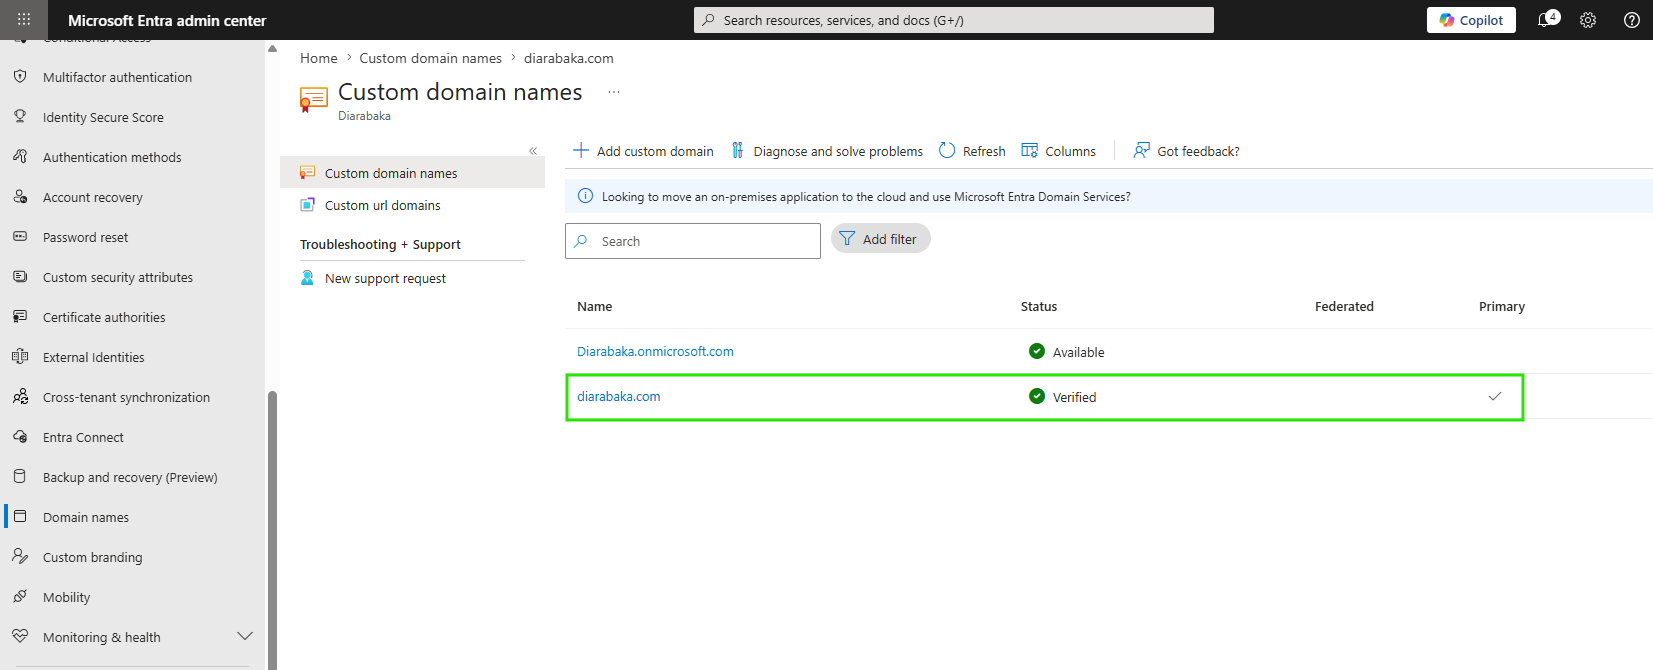 Microsoft Entra admin center
Search resources, services, and docs (G+/)
Copilot
4
Conditional Access
Multifactor authentication
Identity Secure Score
Authentication methods
Account recovery
Password reset
Custom security attributes
Certificate authorities
External Identities
Cross-tenant synchronization
Entra Connect
Backup and recovery (Preview)
Domain names
Custom branding
Mobility
Monitoring & health
Home > Custom domain names > diarabaka.com
Custom domain names ...
Diarabaka
«
Custom domain names
Custom url domains
Troubleshooting + Support
New support request
Add custom domain Diagnose and solve problems Refresh Columns Got feedback?
Looking to move an on-premises application to the cloud and use Microsoft Entra Domain Services?
Search
Add filter
Name Status Federated Primary
Diarabaka.onmicrosoft.com Available
diarabaka.com Verified